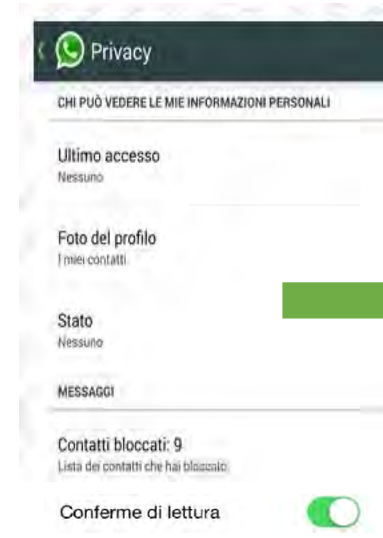 Privacy
CHI PUÒ VEDERE LE MIE INFORMAZIONI PERSONALI
Ultimo accesso
Nessuno
Foto del profilo
I miei contatti
Stato
Nessuno
MESSAGGI
Contatti bloccati: 9
Lista dei contatti che hai bloccato
Conferme di lettura